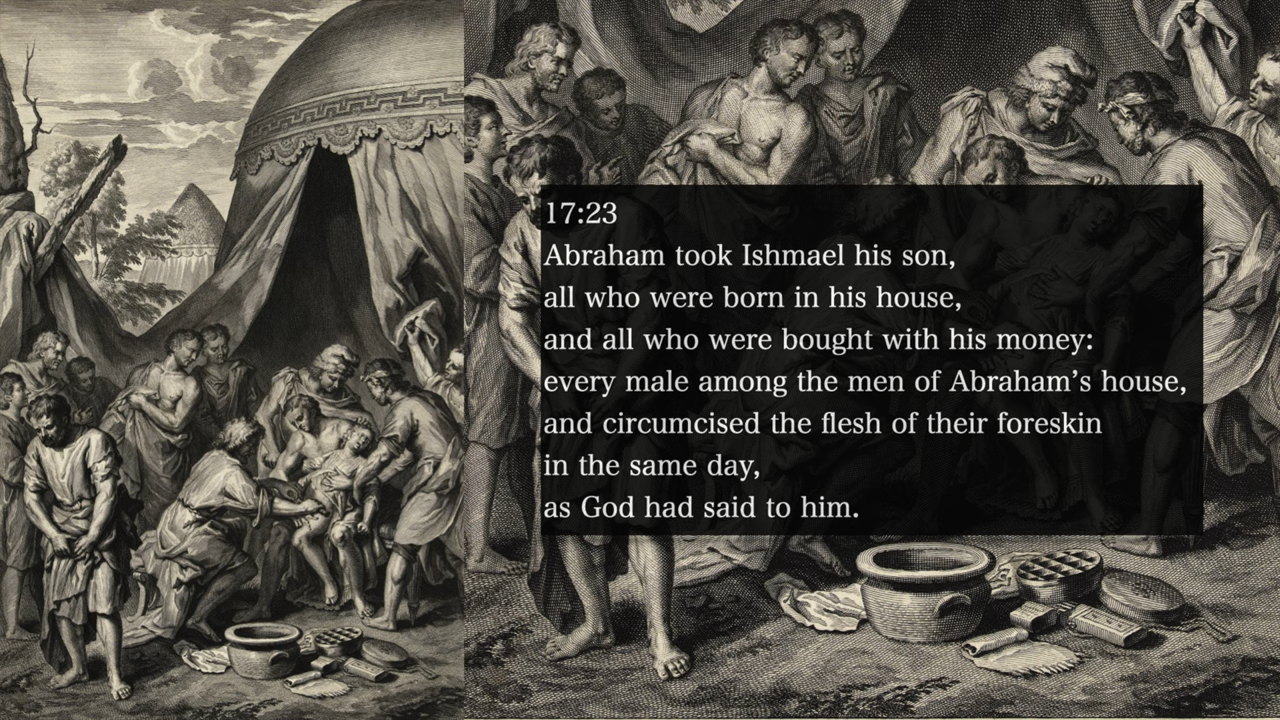 17:23
Abraham took Ishmael his son,
all who were born in his house,
and all who were bought with his money:
every male among the men of Abraham’s house,
and circumcised the flesh of their foreskin
in the same day,
as God had said to him.